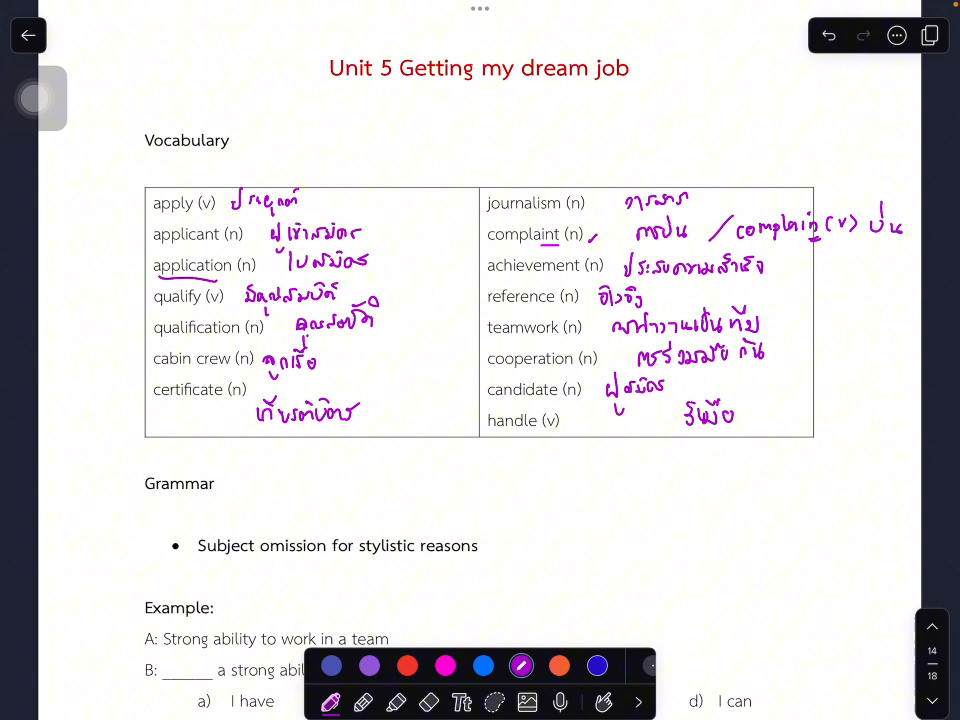 Unit 5 Getting my dream job
Vocabulary
apply (v) ประยุกต์
applicant (n) ผู้เข้าสมัคร
application (n) ใบสมัคร
qualify (v) มีคุณสมบัติ
qualification (n) คุณสมบัติ
cabin crew (n) ลูกเรือ
certificate (n)
เกียรติบัตร
journalism (n) วารสาร
complaint (n) การบ่น / complain (v) บ่น
achievement (n) ประสบความสำเร็จ
reference (n) อ้างอิง
teamwork (n) การทำงานเป็นทีม
cooperation (n) การร่วมมือ กัน
candidate (n) ผู้สมัคร
handle (v) รับมือ
Grammar
• Subject omission for stylistic reasons
Example:
A: Strong ability to work in a team
B: ______ a strong abil
a) I have d) I can
14
18
Tt